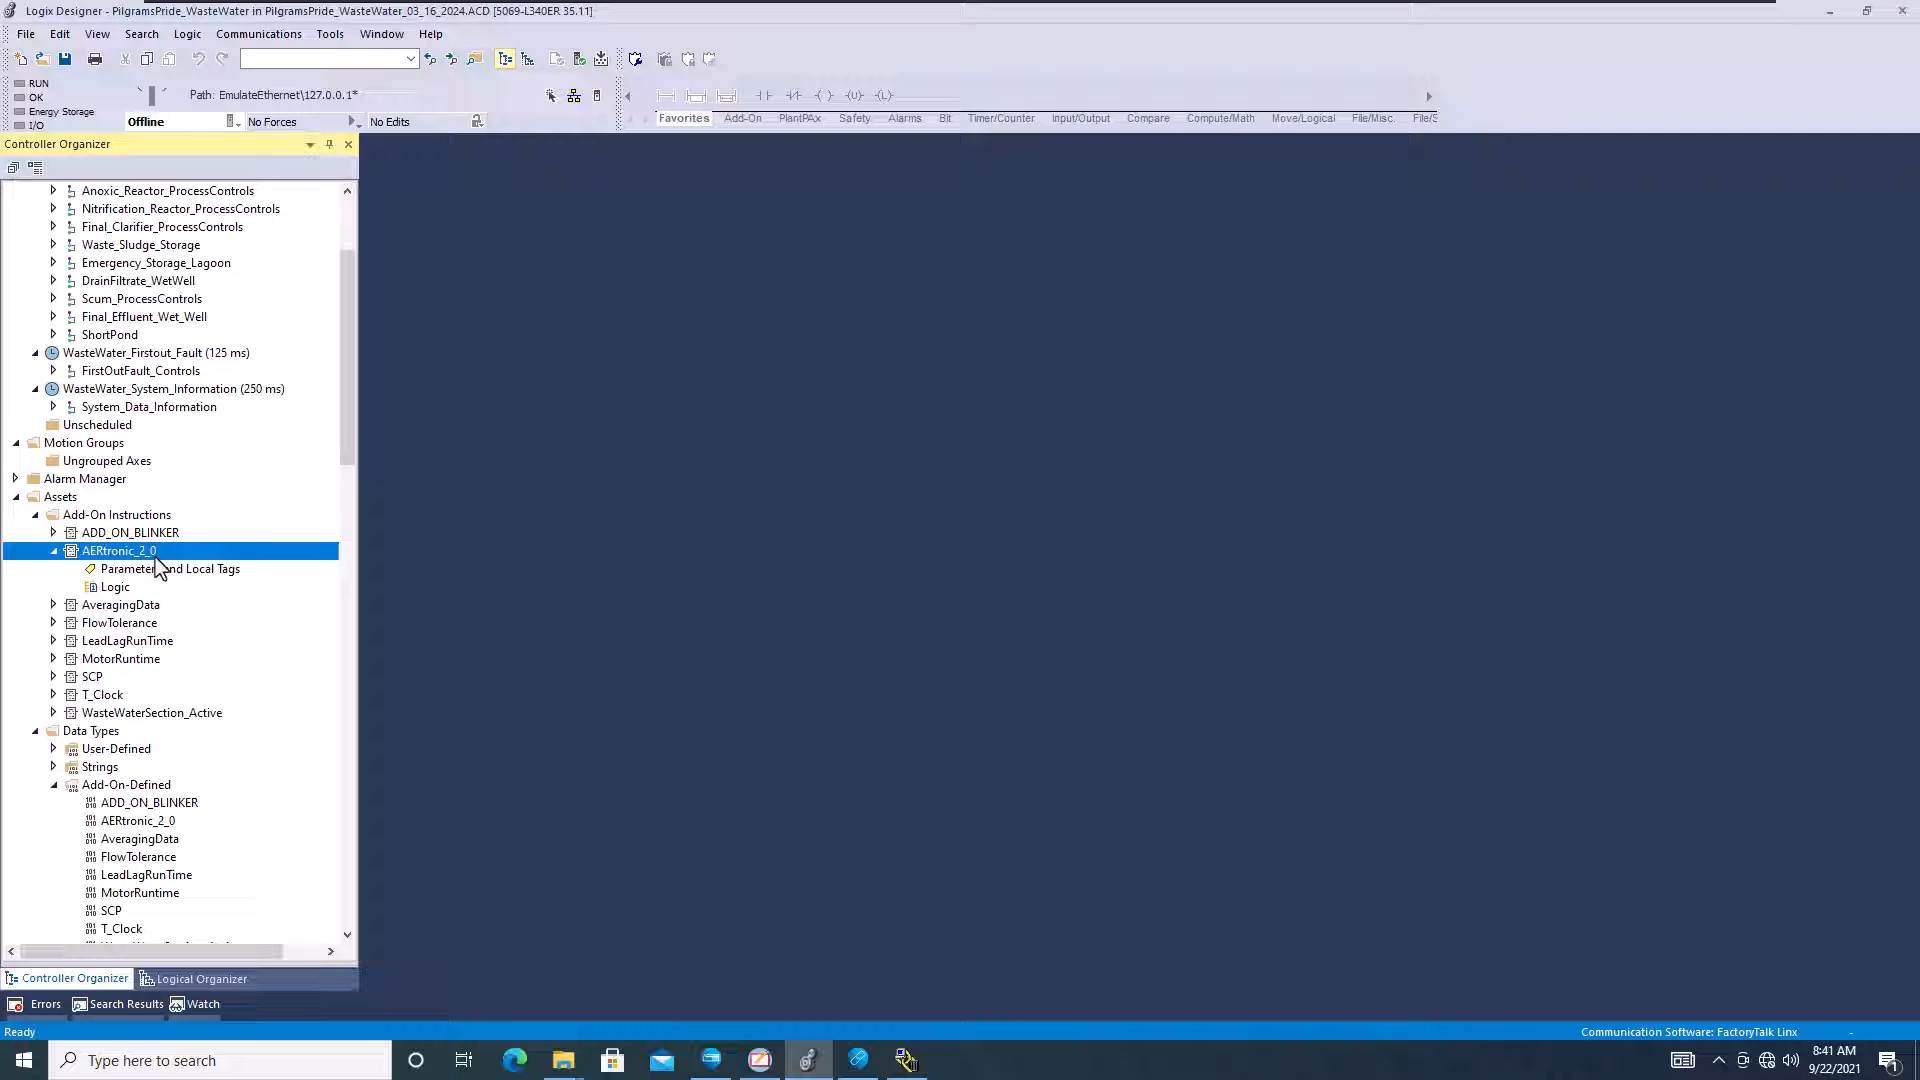 Logix Designer - PilgramsPride_WasteWater in PilgramsPride_WasteWater_03_16_2024.ACD [5069-L340ER 35.11]
File Edit View Search Logic Communications Tools Window Help
RUN
OK
Energy Storage
I/O
Path: EmulateEthernet\127.0.0.1*
Offline No Forces No Edits
Favorites Add-On PlantPAx Safety Alarms Bit Timer/Counter Input/Output Compare Compute/Math Move/Logical File/Misc.
Controller Organizer
Anoxic_Reactor_ProcessControls
Nitrification_Reactor_ProcessControls
Final_Clarifier_ProcessControls
Waste_Sludge_Storage
Emergency_Storage_Lagoon
DrainFiltrate_WetWell
Scum_ProcessControls
Final_Effluent_Wet_Well
ShortPond
WasteWater_Firstout_Fault (125 ms)
FirstOutFault_Controls
WasteWater_System_Information (250 ms)
System_Data_Information
Unscheduled
Motion Groups
Ungrouped Axes
Alarm Manager
Assets
Add-On Instructions
ADD_ON_BLINKER
AERtronic_2_0
Parameters and Local Tags
Logic
AveragingData
FlowTolerance
LeadLagRunTime
MotorRuntime
SCP
T_Clock
WasteWaterSection_Active
Data Types
User-Defined
Strings
Add-On-Defined
ADD_ON_BLINKER
AERtronic_2_0
AveragingData
FlowTolerance
LeadLagRunTime
MotorRuntime
SCP
T_Clock
Controller Organizer Logical Organizer
Errors Search Results Watch
Ready
Communication Software: FactoryTalk Linx
Type here to search
8:41 AM
9/22/2021
1